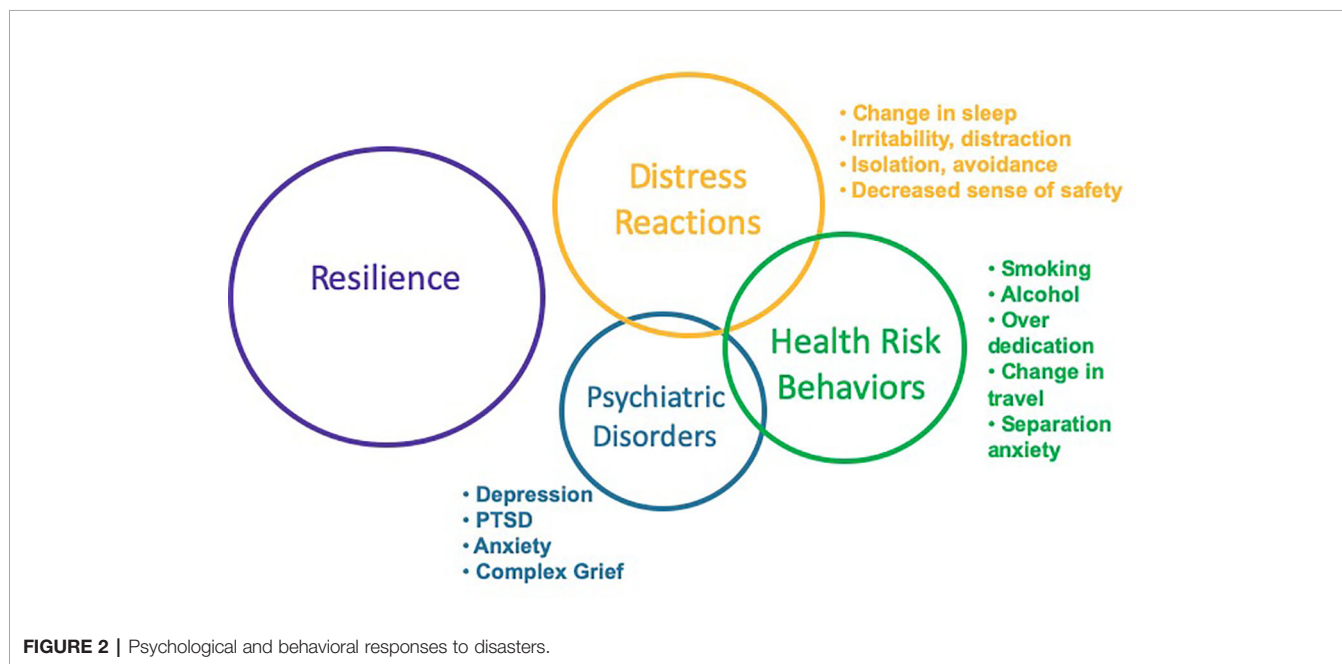 Distress
Reactions
• Change in sleep
• Irritability, distraction
• Isolation, avoidance
• Decreased sense of safety
Resilience
Health Risk
Behaviors
• Smoking
• Alcohol
• Over
dedication
• Change in
travel
• Separation
anxiety
Psychiatric
Disorders
• Depression
• PTSD
• Anxiety
• Complex Grief
FIGURE 2 | Psychological and behavioral responses to disasters.